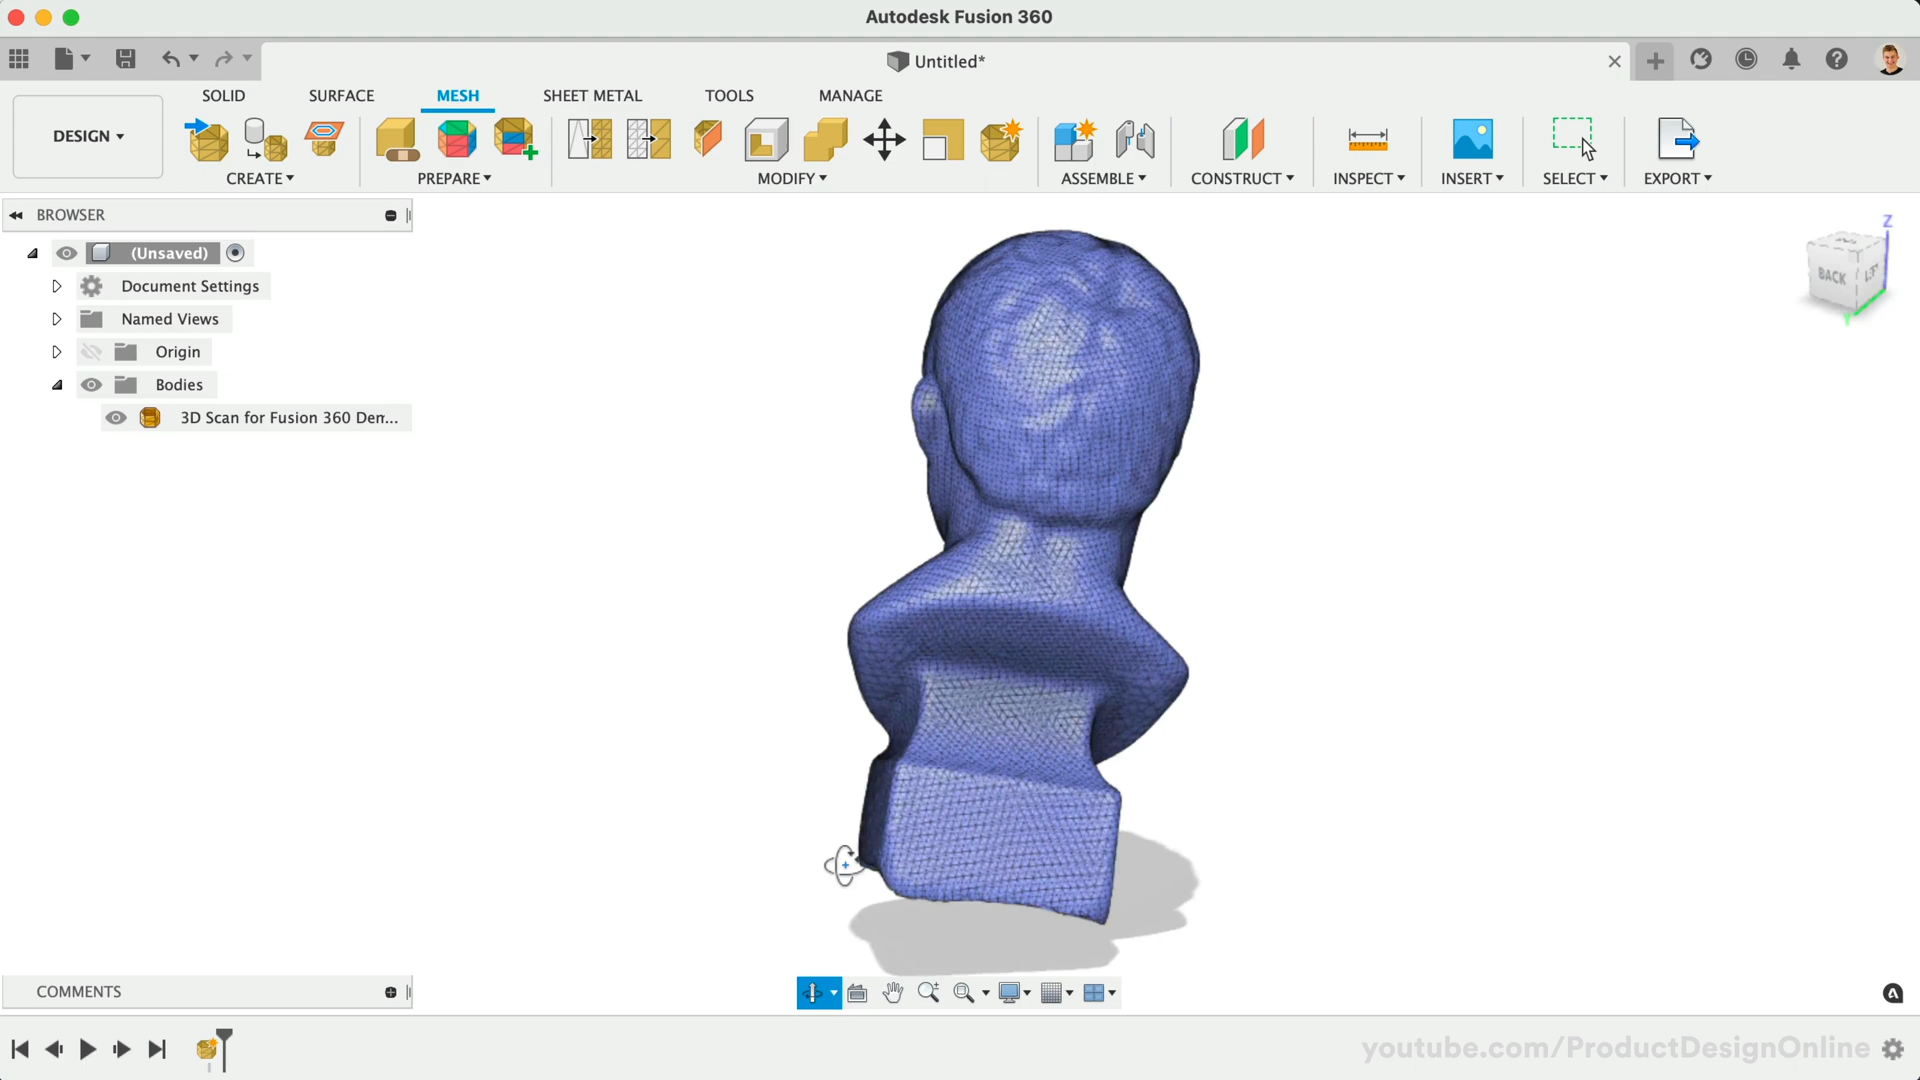 Autodesk Fusion 360
Untitled*
SOLID
SURFACE
MESH
SHEET METAL
TOOLS
MANAGE
DESIGN
CREATE
PREPARE
MODIFY
ASSEMBLE
CONSTRUCT
INSPECT
INSERT
SELECT
EXPORT
BROWSER
(Unsaved)
Document Settings
Named Views
Origin
Bodies
3D Scan for Fusion 360 Dem...
Z
BACK
Y
COMMENTS
youtube.com/ProductDesignOnline